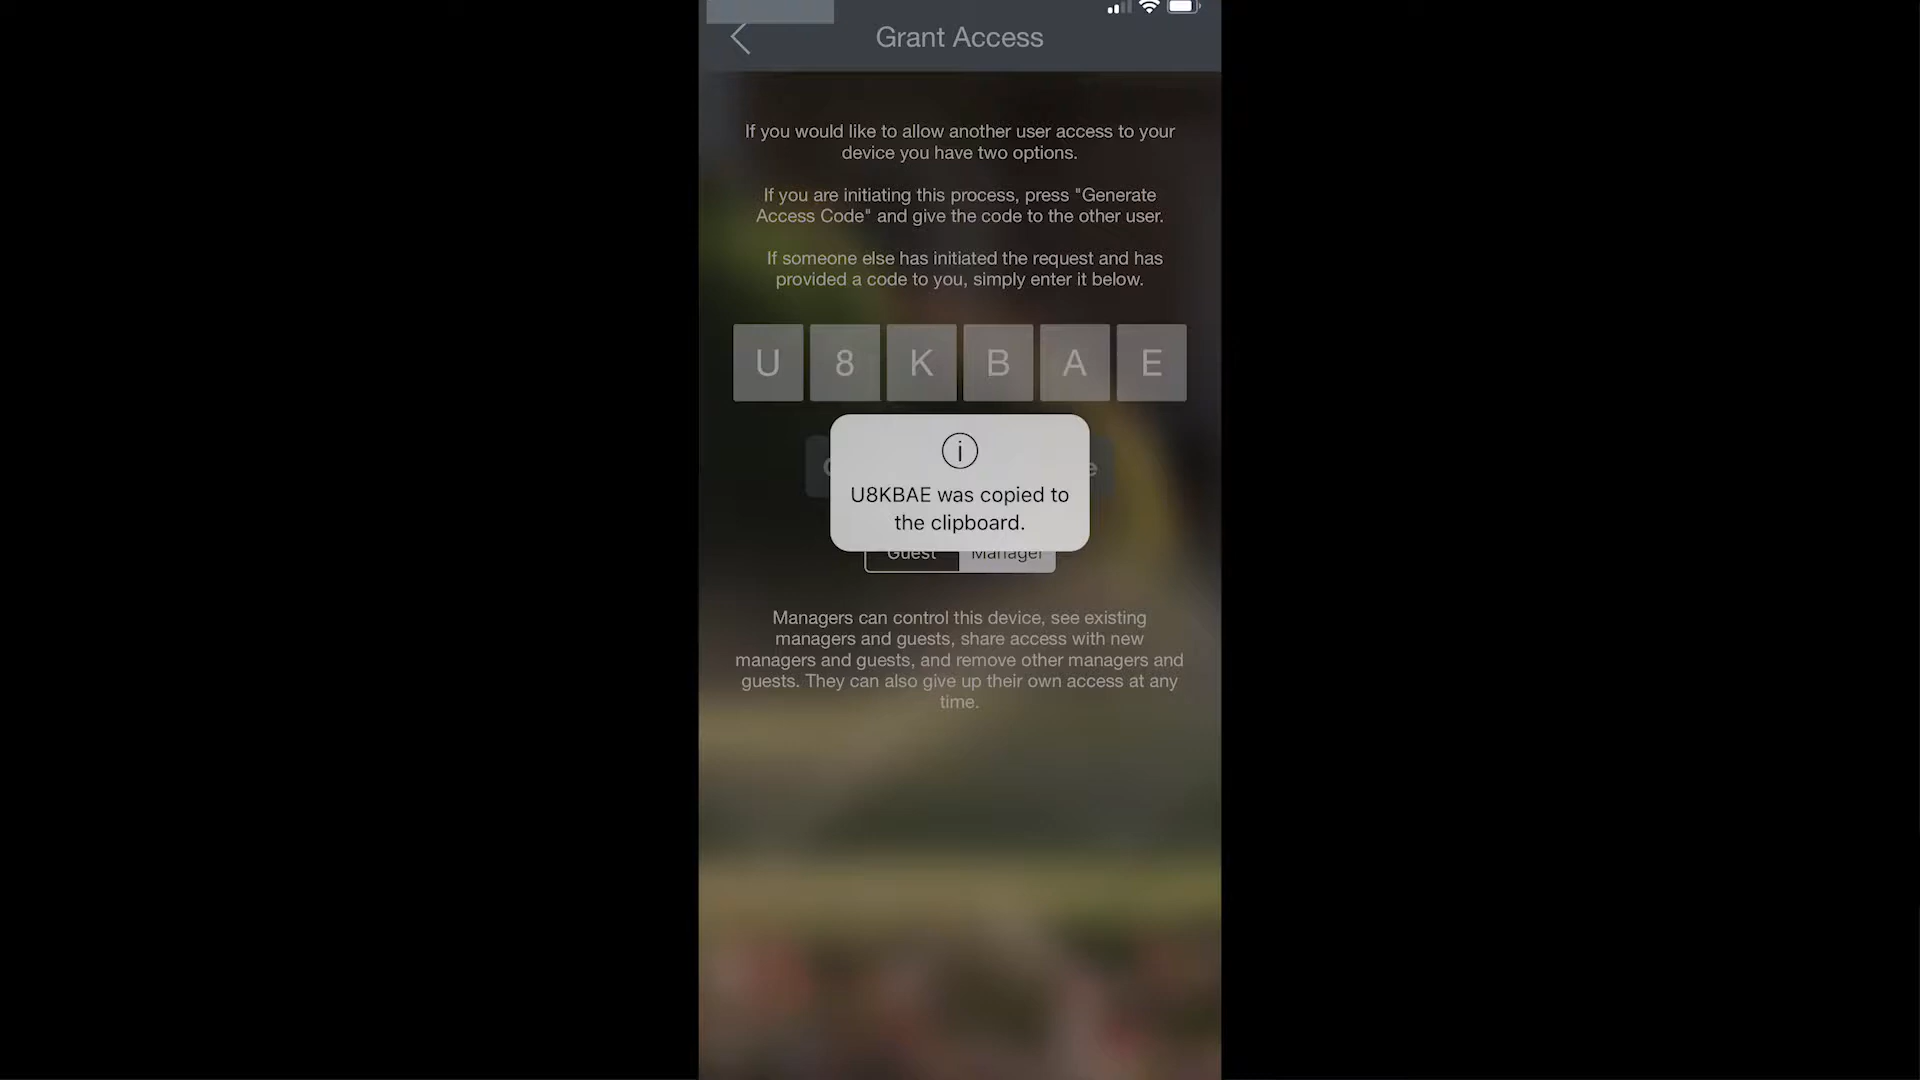 Grant Access
If you would like to allow another user access to your
device you have two options.
If you are initiating this process, press "Generate
Access Code" and give the code to the other user.
If someone else has initiated the request and has
provided a code to you, simply enter it below.
U 8 K B A E
U8KBAE was copied to
the clipboard.
Guest Manager
Managers can control this device, see existing
managers and guests, share access with new
managers and guests, and remove other managers and
guests. They can also give up their own access at any
time.